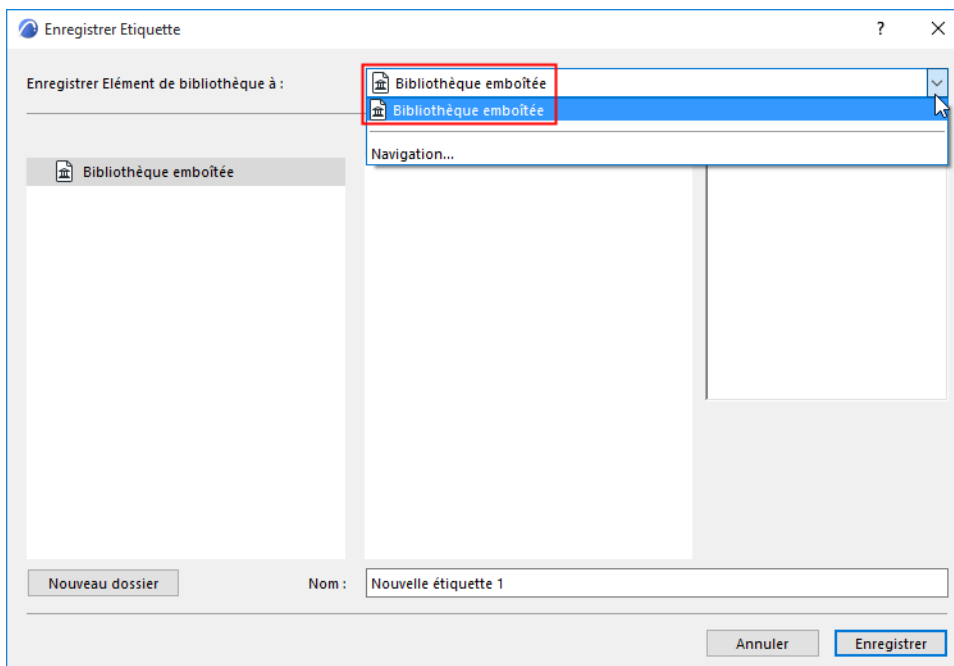 Enregistrer Etiquette
?
Enregistrer Elément de bibliothèque à :
Bibliothèque emboîtée
Bibliothèque emboîtée
Navigation...
Bibliothèque emboîtée
Nouveau dossier
Nom :
Nouvelle étiquette 1
Annuler
Enregistrer